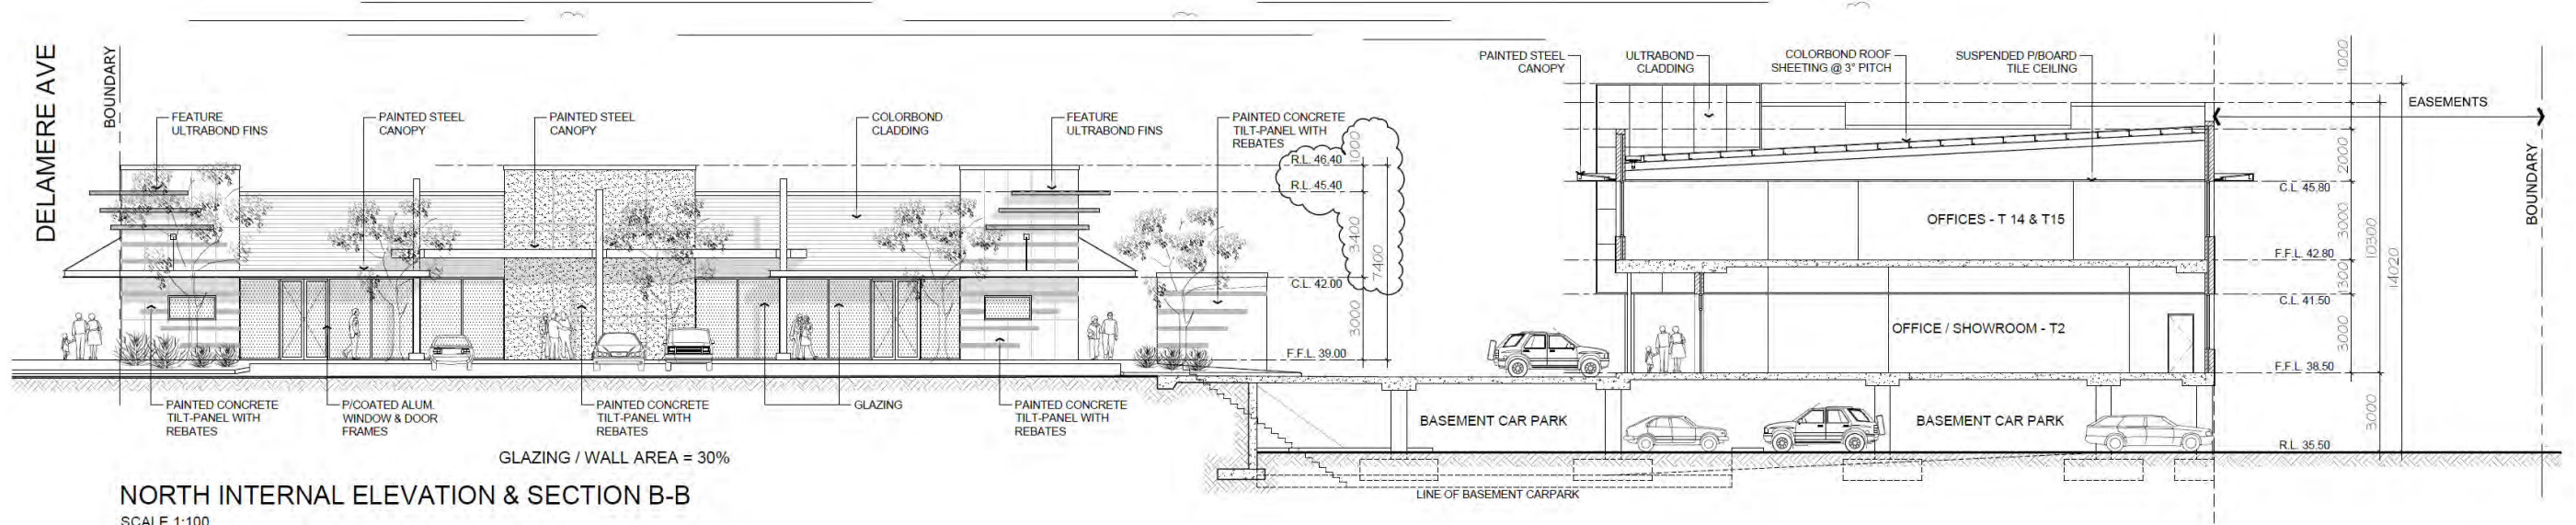 DELAMERE AVE
BOUNDARY
FEATURE
ULTRABOND FINS
PAINTED STEEL
CANOPY
PAINTED STEEL
CANOPY
COLORBOND
CLADDING
FEATURE
ULTRABOND FINS
PAINTED CONCRETE
TILT-PANEL WITH
REBATES
R.L. 46.40
R.L. 45.40
C.L. 42.00
F.F.L. 39.00
1000
3400
7400
3000
PAINTED STEEL
CANOPY
ULTRABOND
CLADDING
COLORBOND ROOF
SHEETING @ 3° PITCH
SUSPENDED P/BOARD
TILE CEILING
OFFICES - T 14 & T15
OFFICE / SHOWROOM - T2
BASEMENT CAR PARK
BASEMENT CAR PARK
LINE OF BASEMENT CARPARK
C.L. 45.80
F.F.L. 42.80
C.L. 41.50
F.F.L. 38.50
R.L. 35.50
1000
2000
3000
1300
3000
3000
10300
14020
EASEMENTS
BOUNDARY
PAINTED CONCRETE
TILT-PANEL WITH
REBATES
P/COATED ALUM.
WINDOW & DOOR
FRAMES
PAINTED CONCRETE
TILT-PANEL WITH
REBATES
GLAZING
PAINTED CONCRETE
TILT-PANEL WITH
REBATES
GLAZING / WALL AREA = 30%
NORTH INTERNAL ELEVATION & SECTION B-B
SCALE 1:100